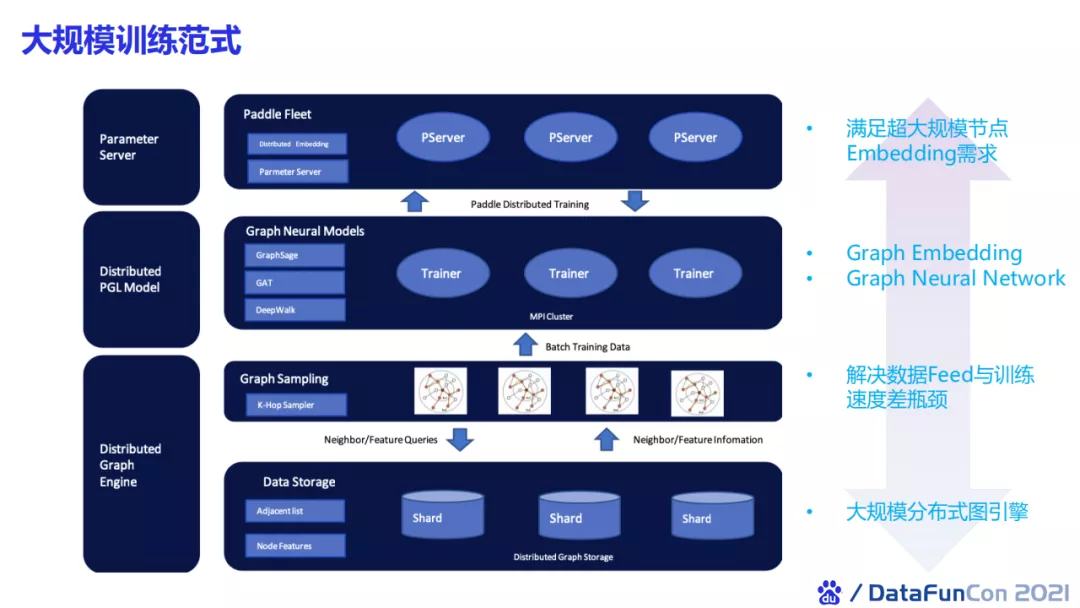 大规模训练范式
Parameter
Server
Paddle Fleet
Distributed Embedding
Parmeter Server
PServer
PServer
PServer
• 满足超大规模节点
Embedding需求
Paddle Distributed Training
Distributed
PGL Model
Graph Neural Models
GraphSage
GAT
DeepWalk
Trainer
Trainer
Trainer
MPI Cluster
• Graph Embedding
• Graph Neural Network
Batch Training Data
Distributed
Graph
Engine
Graph Sampling
K-Hop Sampler
• 解决数据Feed与训练
速度差瓶颈
Neighbor/Feature Queries
Neighbor/Feature Infomation
Data Storage
Adjacent list
Node Features
Shard
Shard
Shard
Distributed Graph Storage
• 大规模分布式图引擎
du / DataFunCon 2021